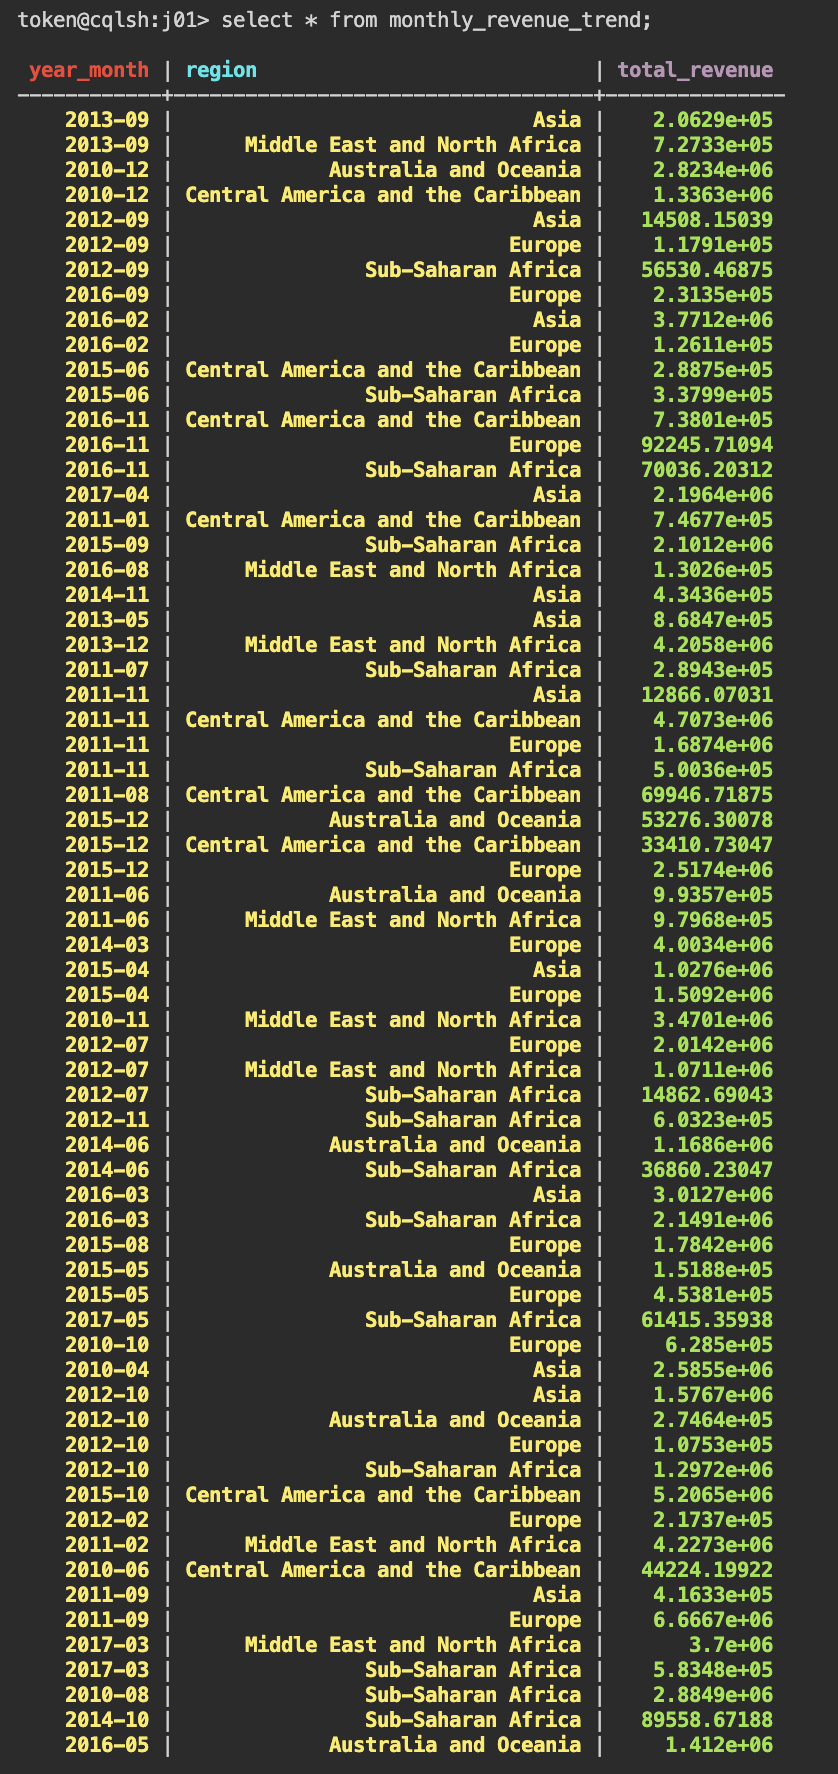 token@cqlsh:j01> select * from monthly_revenue_trend;
year_month | region | total_revenue
------------+-----------------------------------+---------------
2013-09 | Asia | 2.0629e+05
2013-09 | Middle East and North Africa | 7.2733e+05
2010-12 | Australia and Oceania | 2.8234e+06
2010-12 | Central America and the Caribbean | 1.3363e+06
2012-09 | Asia | 14508.15039
2012-09 | Europe | 1.1791e+05
2012-09 | Sub-Saharan Africa | 56530.46875
2016-09 | Europe | 2.3135e+05
2016-02 | Asia | 3.7712e+06
2016-02 | Europe | 1.2611e+05
2015-06 | Central America and the Caribbean | 2.8875e+05
2015-06 | Sub-Saharan Africa | 3.3799e+05
2016-11 | Central America and the Caribbean | 7.3801e+05
2016-11 | Europe | 92245.71094
2016-11 | Sub-Saharan Africa | 70036.20312
2017-04 | Asia | 2.1964e+06
2011-01 | Central America and the Caribbean | 7.4677e+05
2015-09 | Sub-Saharan Africa | 2.1012e+06
2016-08 | Middle East and North Africa | 1.3026e+05
2014-11 | Asia | 4.3436e+05
2013-05 | Asia | 8.6847e+05
2013-12 | Middle East and North Africa | 4.2058e+06
2011-07 | Sub-Saharan Africa | 2.8943e+05
2011-11 | Asia | 12866.07031
2011-11 | Central America and the Caribbean | 4.7073e+06
2011-11 | Europe | 1.6874e+06
2011-11 | Sub-Saharan Africa | 5.0036e+05
2011-08 | Central America and the Caribbean | 69946.71875
2015-12 | Australia and Oceania | 53276.30078
2015-12 | Central America and the Caribbean | 33410.73047
2015-12 | Europe | 2.5174e+06
2011-06 | Australia and Oceania | 9.9357e+05
2011-06 | Middle East and North Africa | 9.7968e+05
2014-03 | Europe | 4.0034e+06
2015-04 | Asia | 1.0276e+06
2015-04 | Europe | 1.5092e+06
2010-11 | Middle East and North Africa | 3.4701e+06
2012-07 | Europe | 2.0142e+06
2012-07 | Middle East and North Africa | 1.0711e+06
2012-07 | Sub-Saharan Africa | 14862.69043
2012-11 | Sub-Saharan Africa | 6.0323e+05
2014-06 | Australia and Oceania | 1.1686e+06
2014-06 | Sub-Saharan Africa | 36860.23047
2016-03 | Asia | 3.0127e+06
2016-03 | Sub-Saharan Africa | 2.1491e+06
2015-08 | Europe | 1.7842e+06
2015-05 | Australia and Oceania | 1.5188e+05
2015-05 | Europe | 4.5381e+05
2017-05 | Sub-Saharan Africa | 61415.35938
2010-10 | Europe | 6.285e+05
2010-04 | Asia | 2.5855e+06
2012-10 | Asia | 1.5767e+06
2012-10 | Australia and Oceania | 2.7464e+05
2012-10 | Europe | 1.0753e+05
2012-10 | Sub-Saharan Africa | 1.2972e+06
2015-10 | Central America and the Caribbean | 5.2065e+06
2012-02 | Europe | 2.1737e+05
2011-02 | Middle East and North Africa | 4.2273e+06
2010-06 | Central America and the Caribbean | 44224.19922
2011-09 | Asia | 4.1633e+05
2011-09 | Europe | 6.6667e+06
2017-03 | Middle East and North Africa | 3.7e+06
2017-03 | Sub-Saharan Africa | 5.8348e+05
2010-08 | Sub-Saharan Africa | 2.8849e+06
2014-10 | Sub-Saharan Africa | 89558.67188
2016-05 | Australia and Oceania | 1.412e+06